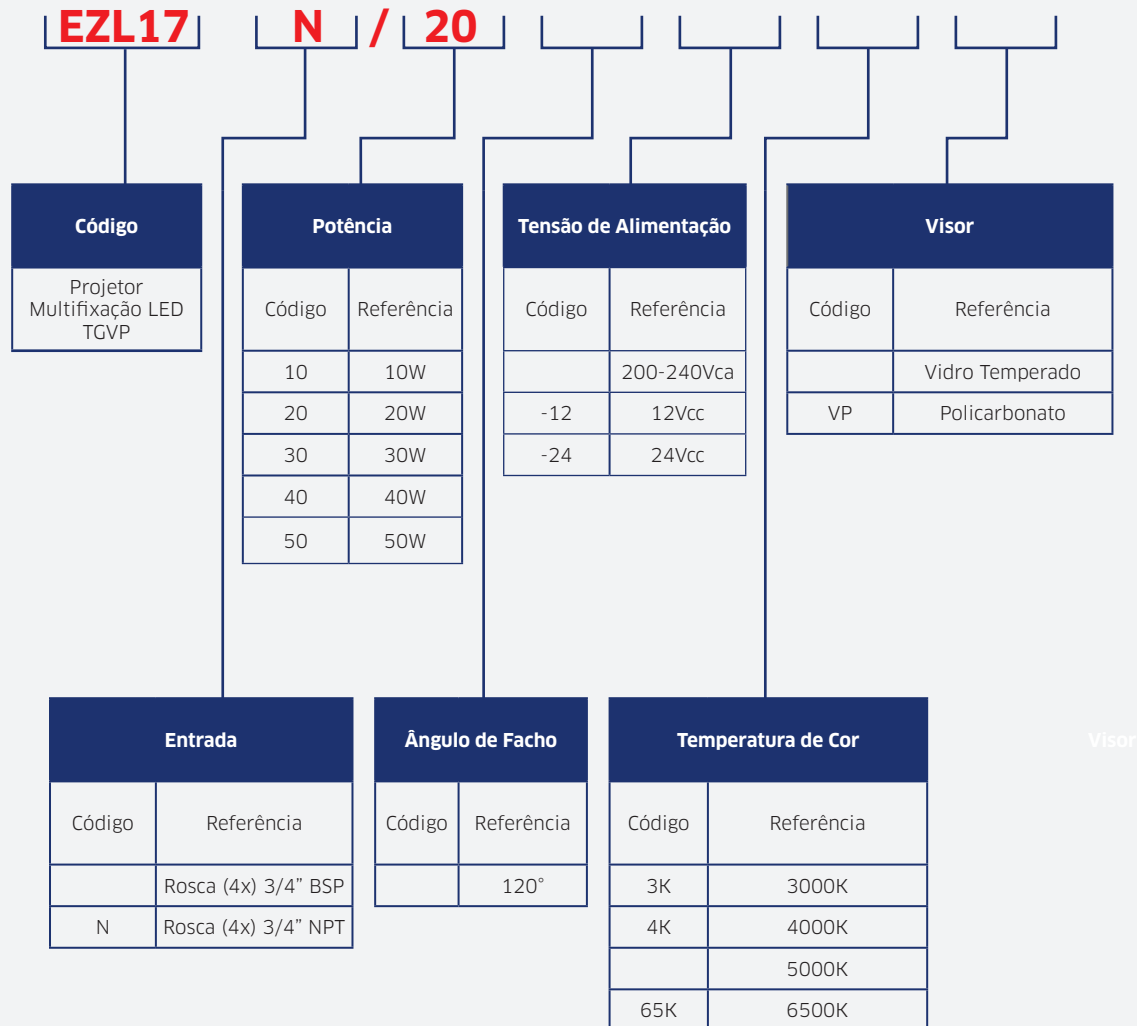 EZL17 N / 20
Código
Projetor
Multifixação LED
TGVP
Potência
Código Referência
10 10W
20 20W
30 30W
40 40W
50 50W
Tensão de Alimentação
Código Referência
200-240Vca
-12 12Vcc
-24 24Vcc
Visor
Código Referência
Vidro Temperado
VP Policarbonato
Entrada
Código Referência
Rosca (4x) 3/4” BSP
N Rosca (4x) 3/4” NPT
Ângulo de Facho
Código Referência
120°
Temperatura de Cor
Código Referência
3K 3000K
4K 4000K
5000K
65K 6500K
Visor